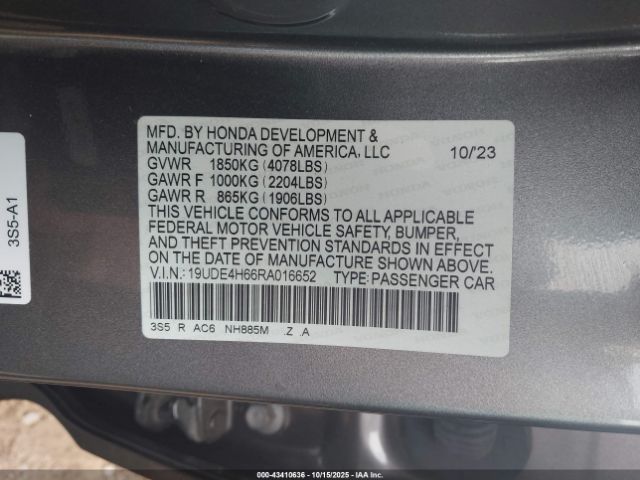 MFD. BY HONDA DEVELOPMENT &
MANUFACTURING OF AMERICA, LLC 10/23
GVWR 1850KG (4078LBS)
GAWR F 1000KG (2204LBS)
GAWR R 865KG (1906LBS)
THIS VEHICLE CONFORMS TO ALL APPLICABLE
FEDERAL MOTOR VEHICLE SAFETY, BUMPER,
AND THEFT PREVENTION STANDARDS IN EFFECT
ON THE DATE OF MANUFACTURE SHOWN ABOVE.
V.I.N.: 19UDE4H66RA016652 TYPE: PASSENGER CAR
3S5 R AC6 NH885M .Z .A
3S5-A1
000-43410636 - 10/15/2025 - IAA Inc.